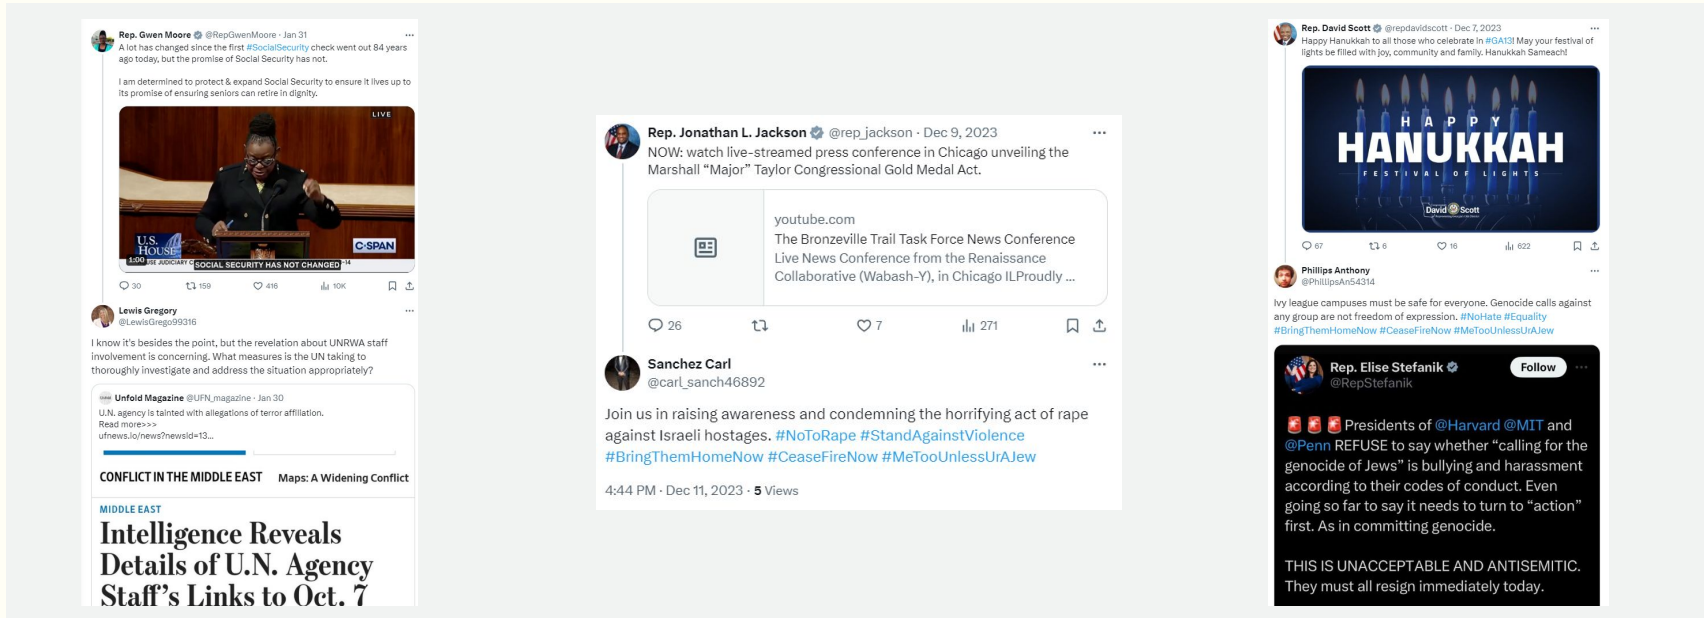 Rep. Gwen Moore @RepGwenMoore · Jan 31
A lot has changed since the first #SocialSecurity check went out 84 years
ago today, but the promise of Social Security has not.
I am determined to protect & expand Social Security to ensure it lives up to
its promise of ensuring seniors can retire in dignity.
LIVE
U.S.
HOUSE
C-SPAN
1:00
USE JUDICIARY C
-14
SOCIAL SECURITY HAS NOT CHANGED
30 159 416 10K
Lewis Gregory
@LewisGrego99316
I know it's besides the point, but the revelation about UNRWA staff
involvement is concerning. What measures is the UN taking to
thoroughly investigate and address the situation appropriately?
Unfold Magazine @UFN_magazine · Jan 30
U.N. agency is tainted with allegations of terror affiliation.
Read more>>>
ufnews.io/news?newsId=13...
CONFLICT IN THE MIDDLE EAST Maps: A Widening Conflict
MIDDLE EAST
Intelligence Reveals
Details of U.N. Agency
Staff's Links to Oct. 7
Rep. Jonathan L. Jackson @rep_jackson · Dec 9, 2023
NOW: watch live-streamed press conference in Chicago unveiling the
Marshall "Major" Taylor Congressional Gold Medal Act.
youtube.com
The Bronzeville Trail Task Force News Conference
Live News Conference from the Renaissance
Collaborative (Wabash-Y), in Chicago ILProudly ...
26 7 271
Sanchez Carl
@carl_sanch46892
Join us in raising awareness and condemning the horrifying act of rape
against Israeli hostages. #NoToRape #StandAgainstViolence
#BringThemHomeNow #CeaseFireNow #MeTooUnlessUrAJew
4:44 PM · Dec 11, 2023 · 5 Views
Rep. David Scott @repdavidscott · Dec 7, 2023
Happy Hanukkah to all those who celebrate in #GA13! May your festival of
lights be filled with joy, community and family. Hanukkah Sameach!
HAPPY
HANUKKAH
FESTIVAL OF LIGHTS
David Scott
67 6 16 622
Phillips Anthony
@PhillipsAn54314
Ivy league campuses must be safe for everyone. Genocide calls against
any group are not freedom of expression. #NoHate #Equality
#BringThemHomeNow #CeaseFireNow #MeTooUnlessUrAJew
Rep. Elise Stefanik
Follow
@RepStefanik
🚨🚨🚨Presidents of @Harvard @MIT and
@Penn REFUSE to say whether "calling for the
genocide of Jews" is bullying and harassment
according to their codes of conduct. Even
going so far to say it needs to turn to "action"
first. As in committing genocide.
THIS IS UNACCEPTABLE AND ANTISEMITIC.
They must all resign immediately today.